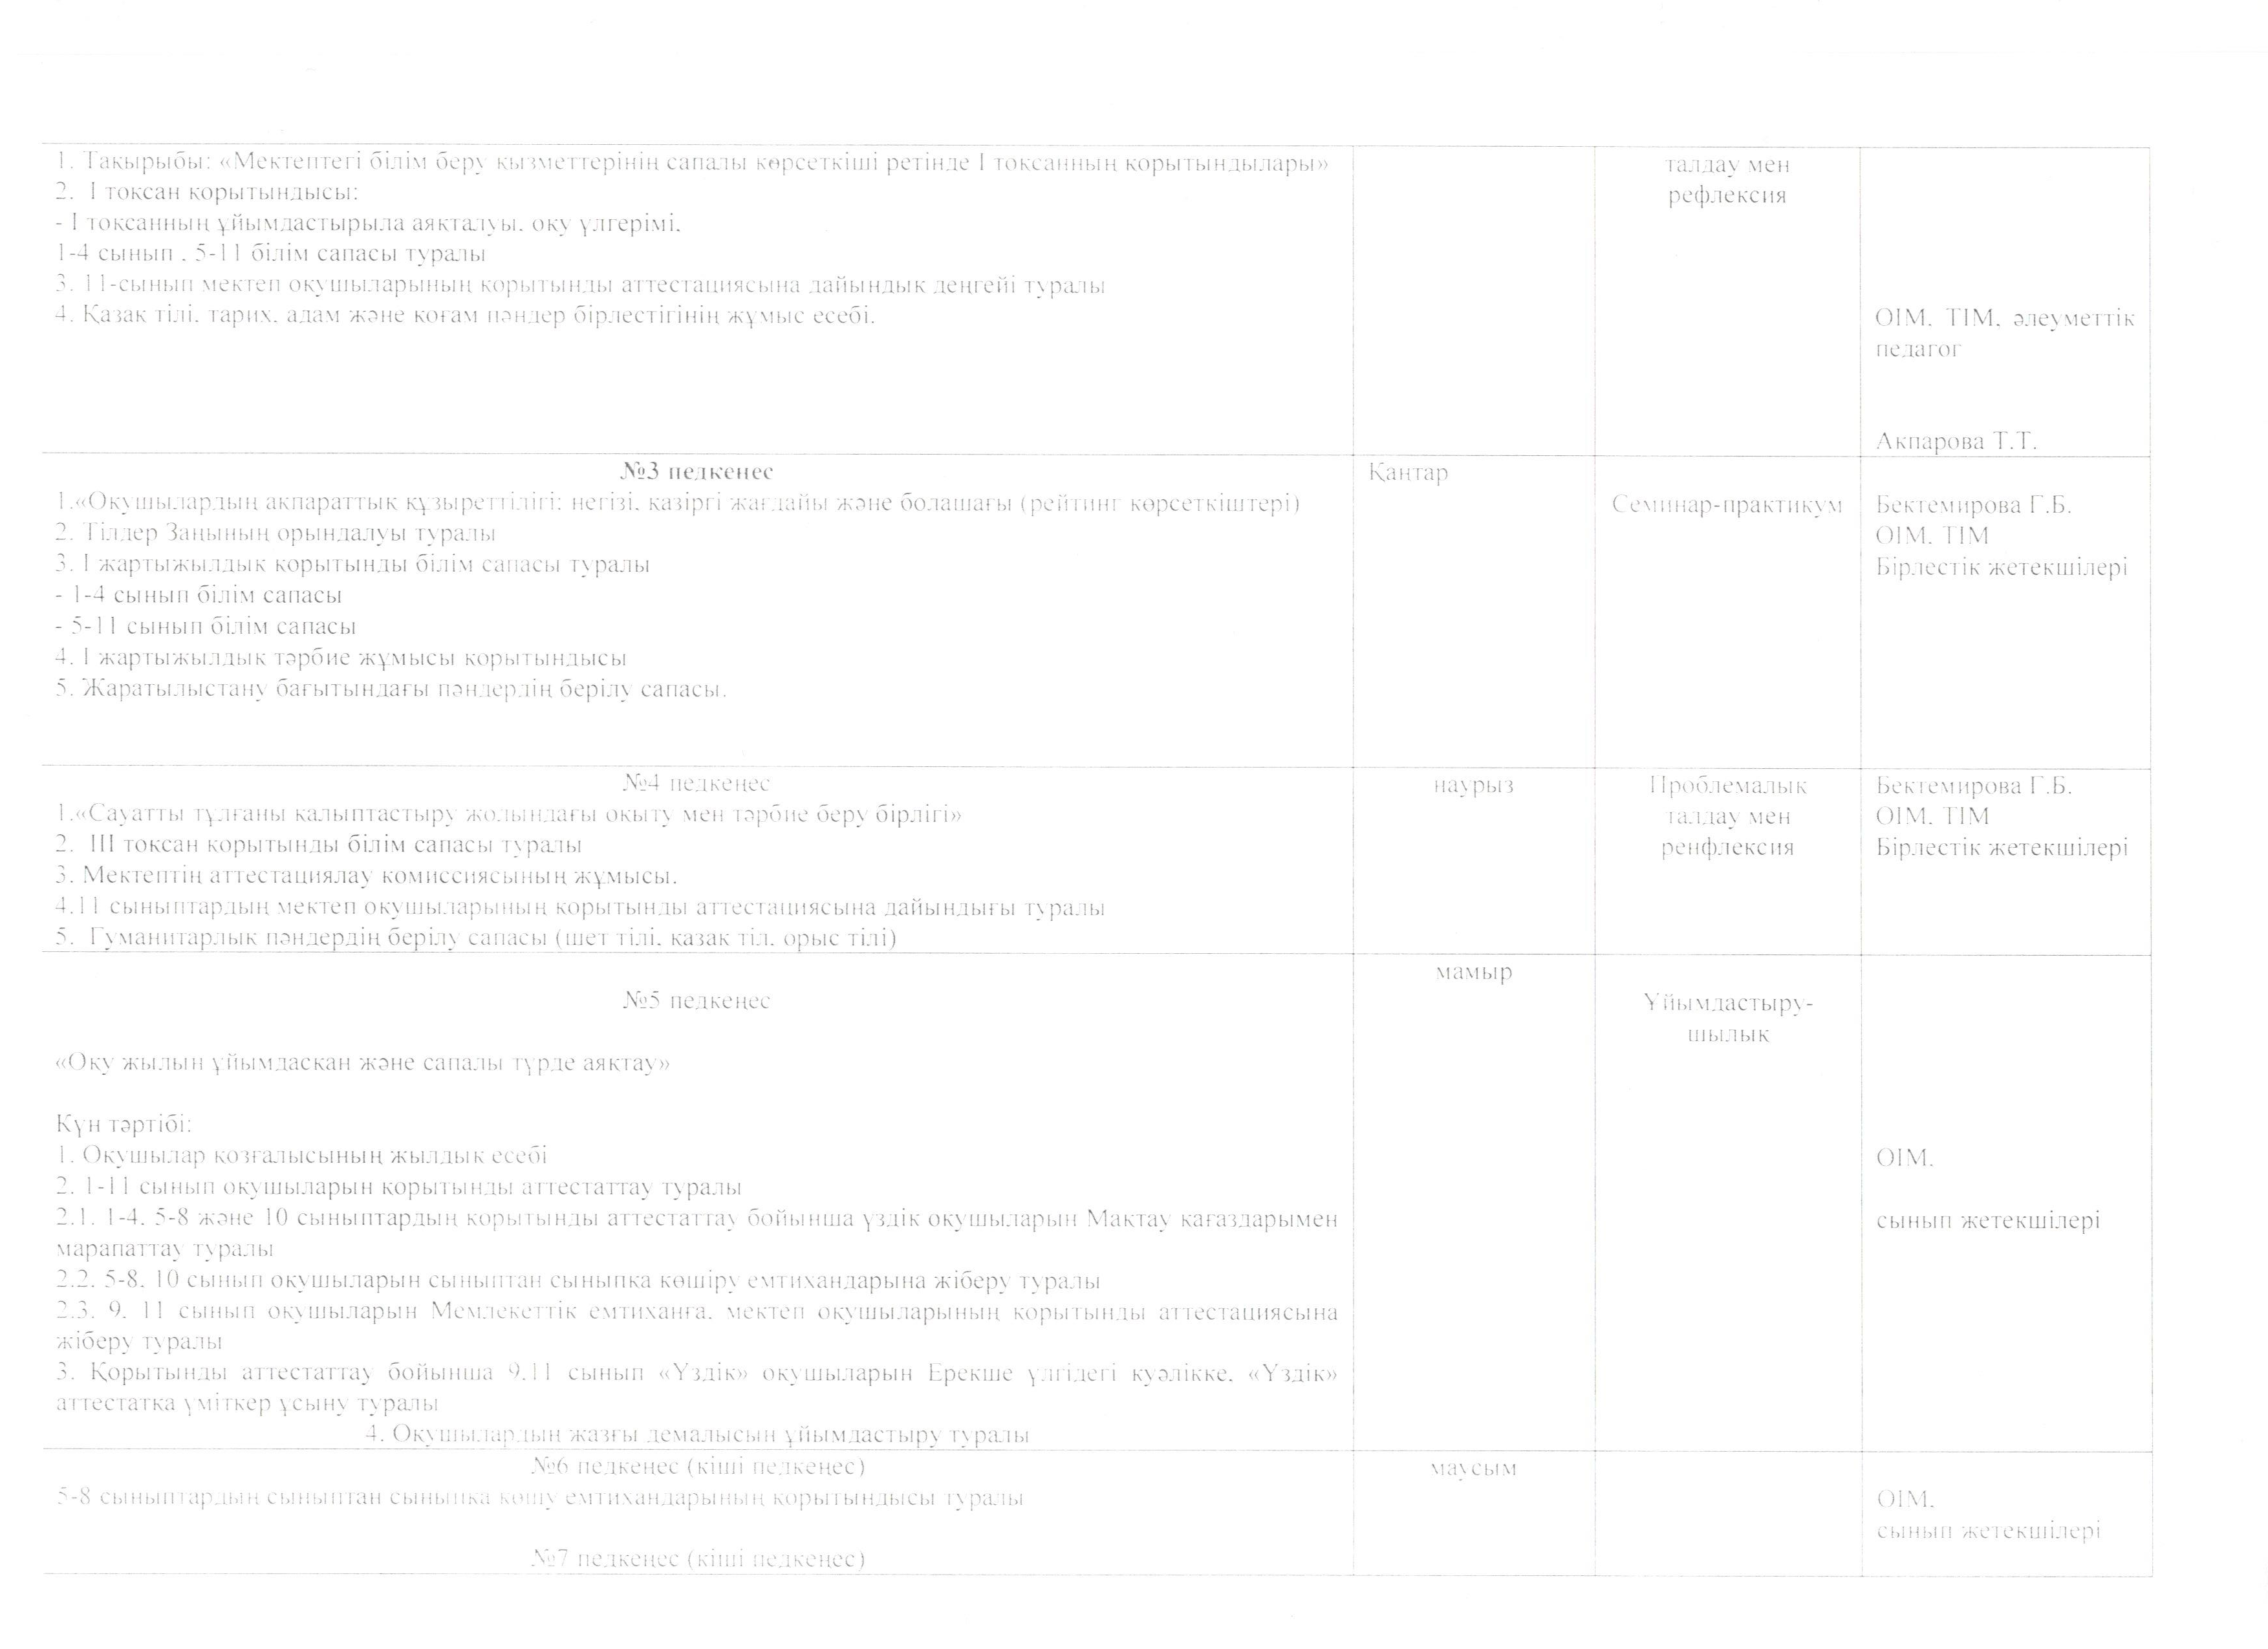 1. Тақырыбы: «Мектептегі білім беру қызметтерінің сапалы көрсеткіші ретінде І тоқсанның қорытындылары»
2. І тоқсан қорытындысы:
- І тоқсанның ұйымдастырыла аяқталуы, оқу үлгерімі,
1-4 сынып , 5-11 білім сапасы туралы
3. 11-сынып мектеп оқушыларының қорытынды аттестациясына дайындық деңгейі туралы
4. Қазақ тілі, тарих, адам және қоғам пәндер бірлестігінің жұмыс есебі.
талдау мен
рефлексия
ОІМ, ТІМ, әлеуметтік
педагог
Акпарова Т.Т.
№3 педкеңес
1.«Оқушылардың ақпараттық құзыреттілігі: негізі, қазіргі жағдайы және болашағы (рейтинг көрсеткіштері)
2. Тілдер Заңының орындалуы туралы
3. І жартыжылдық қорытынды білім сапасы туралы
- 1-4 сынып білім сапасы
- 5-11 сынып білім сапасы
4. І жартыжылдық тәрбие жұмысы қорытындысы
5. Жаратылыстану бағытындағы пәндердің берілу сапасы.
Қантар
Семинар-практикум
Бектемирова Г.Б.
ОІМ, ТІМ
Бірлестік жетекшілері
№4 педкеңес
1.«Сауатты тұлғаны қалыптастыру жолындағы оқыту мен тәрбие беру бірлігі»
2. ІІІ тоқсан қорытынды білім сапасы туралы
3. Мектептің аттестациялау комиссиясының жұмысы.
4.11 сыныптардың мектеп оқушыларының қорытынды аттестациясына дайындығы туралы
5. Гуманитарлық пәндердің берілу сапасы (шет тілі, қазақ тіл, орыс тілі)
наурыз
Проблемалық
талдау мен
ренфлексия
Бектемирова Г.Б.
ОІМ, ТІМ
Бірлестік жетекшілері
№5 педкеңес
«Оқу жылын ұйымдасқан және сапалы түрде аяқтау»
Күн тәртібі:
1. Оқушылар қозғалысының жылдық есебі
2. 1-11 сынып оқушыларын қорытынды аттестаттау туралы
2.1. 1-4, 5-8 және 10 сыныптардың қорытынды аттестаттау бойынша үздік оқушыларын Мақтау қағаздарымен
марапаттау туралы
2.2. 5-8, 10 сынып оқушыларын сыныптан сыныпқа көшіру емтихандарына жіберу туралы
2.3. 9, 11 сынып оқушыларын Мемлекеттік емтиханға, мектеп оқушыларының қорытынды аттестациясына
жіберу туралы
3. Қорытынды аттестаттау бойынша 9,11 сынып «Үздік» оқушыларын Ерекше үлгідегі куәлікке, «Үздік»
аттестатқа үміткер ұсыну туралы
4. Оқушылардың жазғы демалысын ұйымдастыру туралы
мамыр
Ұйымдастыру-
шылық
ОІМ,
сынып жетекшілері
№6 педкеңес (кіші педкеңес)
5-8 сыныптардың сыныптан сыныпқа көшу емтихандарының қорытындысы туралы
№7 педкеңес (кіші педкеңес)
маусым
ОІМ,
сынып жетекшілері